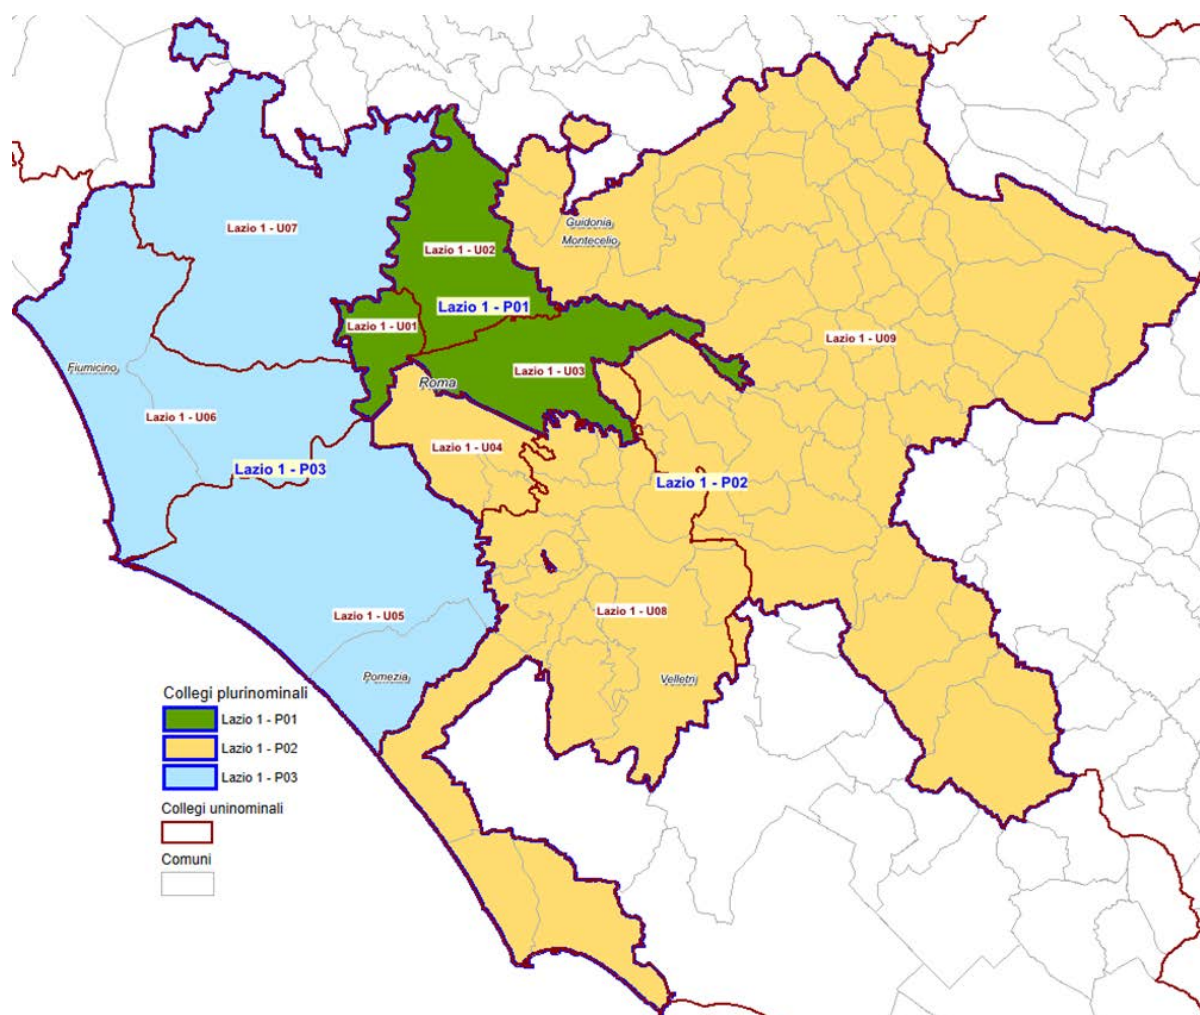 Lazio 1 - U07
Lazio 1 - U02
Guidonia
Montecelio
Lazio 1 - P01
Lazio 1 - U01
Lazio 1 - U09
Fiumicino
Lazio 1 - U03
Roma
Lazio 1 - U06
Lazio 1 - U04
Lazio 1 - P03
Lazio 1 - P02
Lazio 1 - U05
Lazio 1 - U08
Pomezia
Velletri
Collegi plurinominali
Lazio 1 - P01
Lazio 1 - P02
Lazio 1 - P03
Collegi uninominali
Comuni